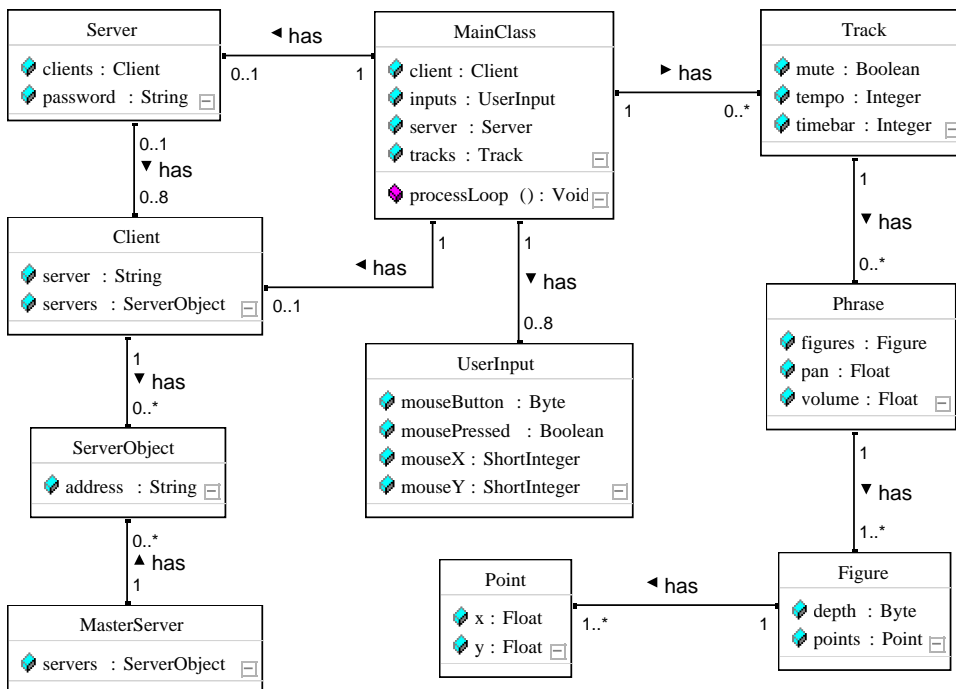 Server
clients : Client
password : String
◄ has
0..1
1
MainClass
client : Client
inputs : UserInput
server : Server
tracks : Track
processLoop () : Void
► has
1
0..*
Track
mute : Boolean
tempo : Integer
timebar : Integer
0..1
▼ has
0..8
Client
server : String
servers : ServerObject
1
◄ has
0..1
1
▼ has
0..8
1
▼ has
0..*
Phrase
figures : Figure
pan : Float
volume : Float
1
▼ has
0..*
UserInput
mouseButton : Byte
mousePressed : Boolean
mouseX : ShortInteger
mouseY : ShortInteger
ServerObject
address : String
1
▼ has
1..*
0..*
▲ has
1
MasterServer
servers : ServerObject
Point
x : Float
y : Float
◄ has
1..*
1
Figure
depth : Byte
points : Point